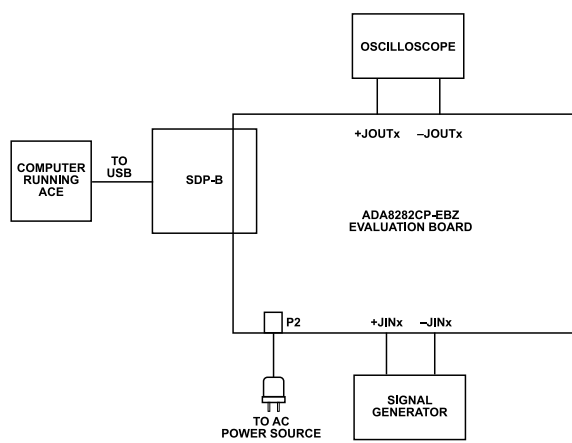 OSCILLOSCOPE
+JOUTx –JOUTx
COMPUTER
RUNNING
ACE
TO
USB
SDP-B
ADA8282CP-EBZ
EVALUATION BOARD
P2
+JINx –JINx
TO AC
POWER SOURCE
SIGNAL
GENERATOR